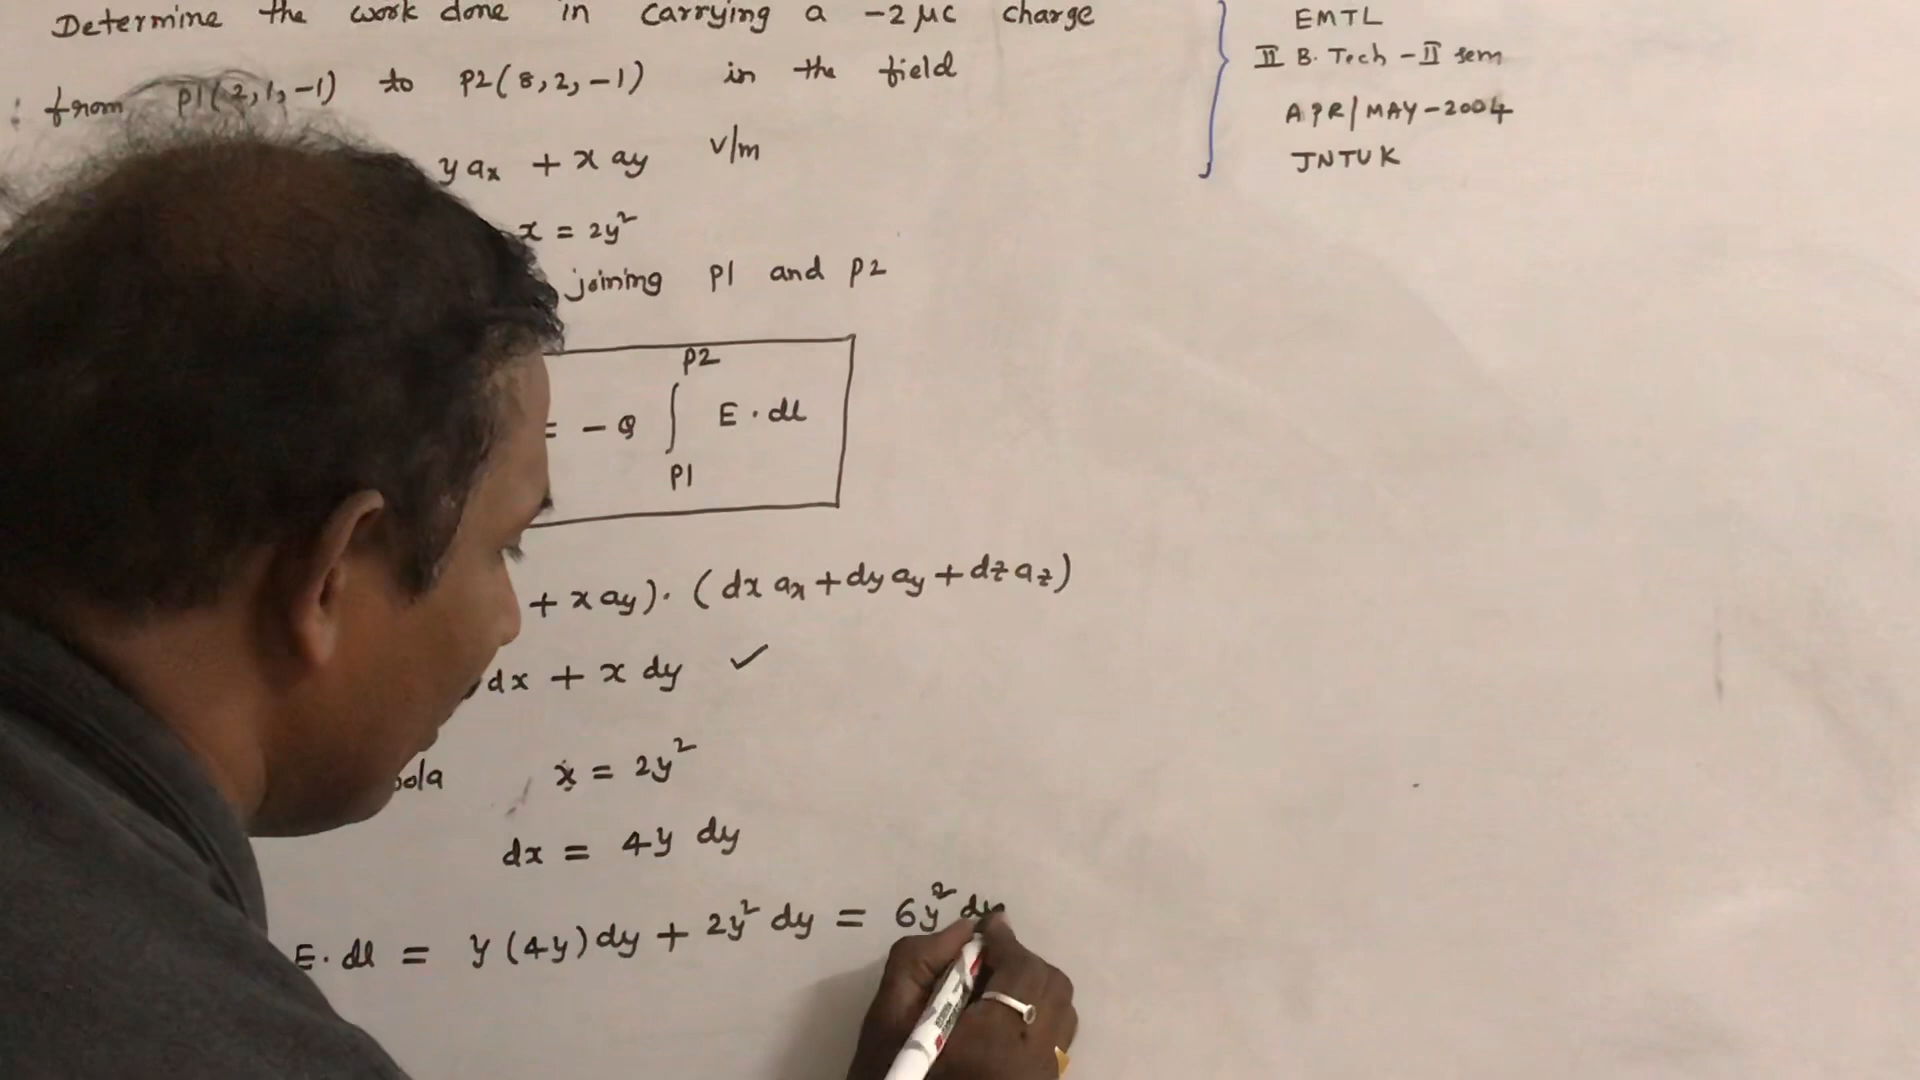 Determine the work done in carrying a -2 μc charge
from P1(2,1,-1) to P2(8,2,-1) in the field
y ax + x ay V/m
x = 2y²
joining P1 and P2
P2
= -Q ∫ E . dl
P1
+ x ay) . (dx ax + dy ay + dz az)
dx + x dy ✓
bola x = 2y²
dx = 4y dy
E . dl = y (4y) dy + 2y² dy = 6y² dy
EMTL
II B. Tech - II sem
APR/MAY-2004
JNTUK